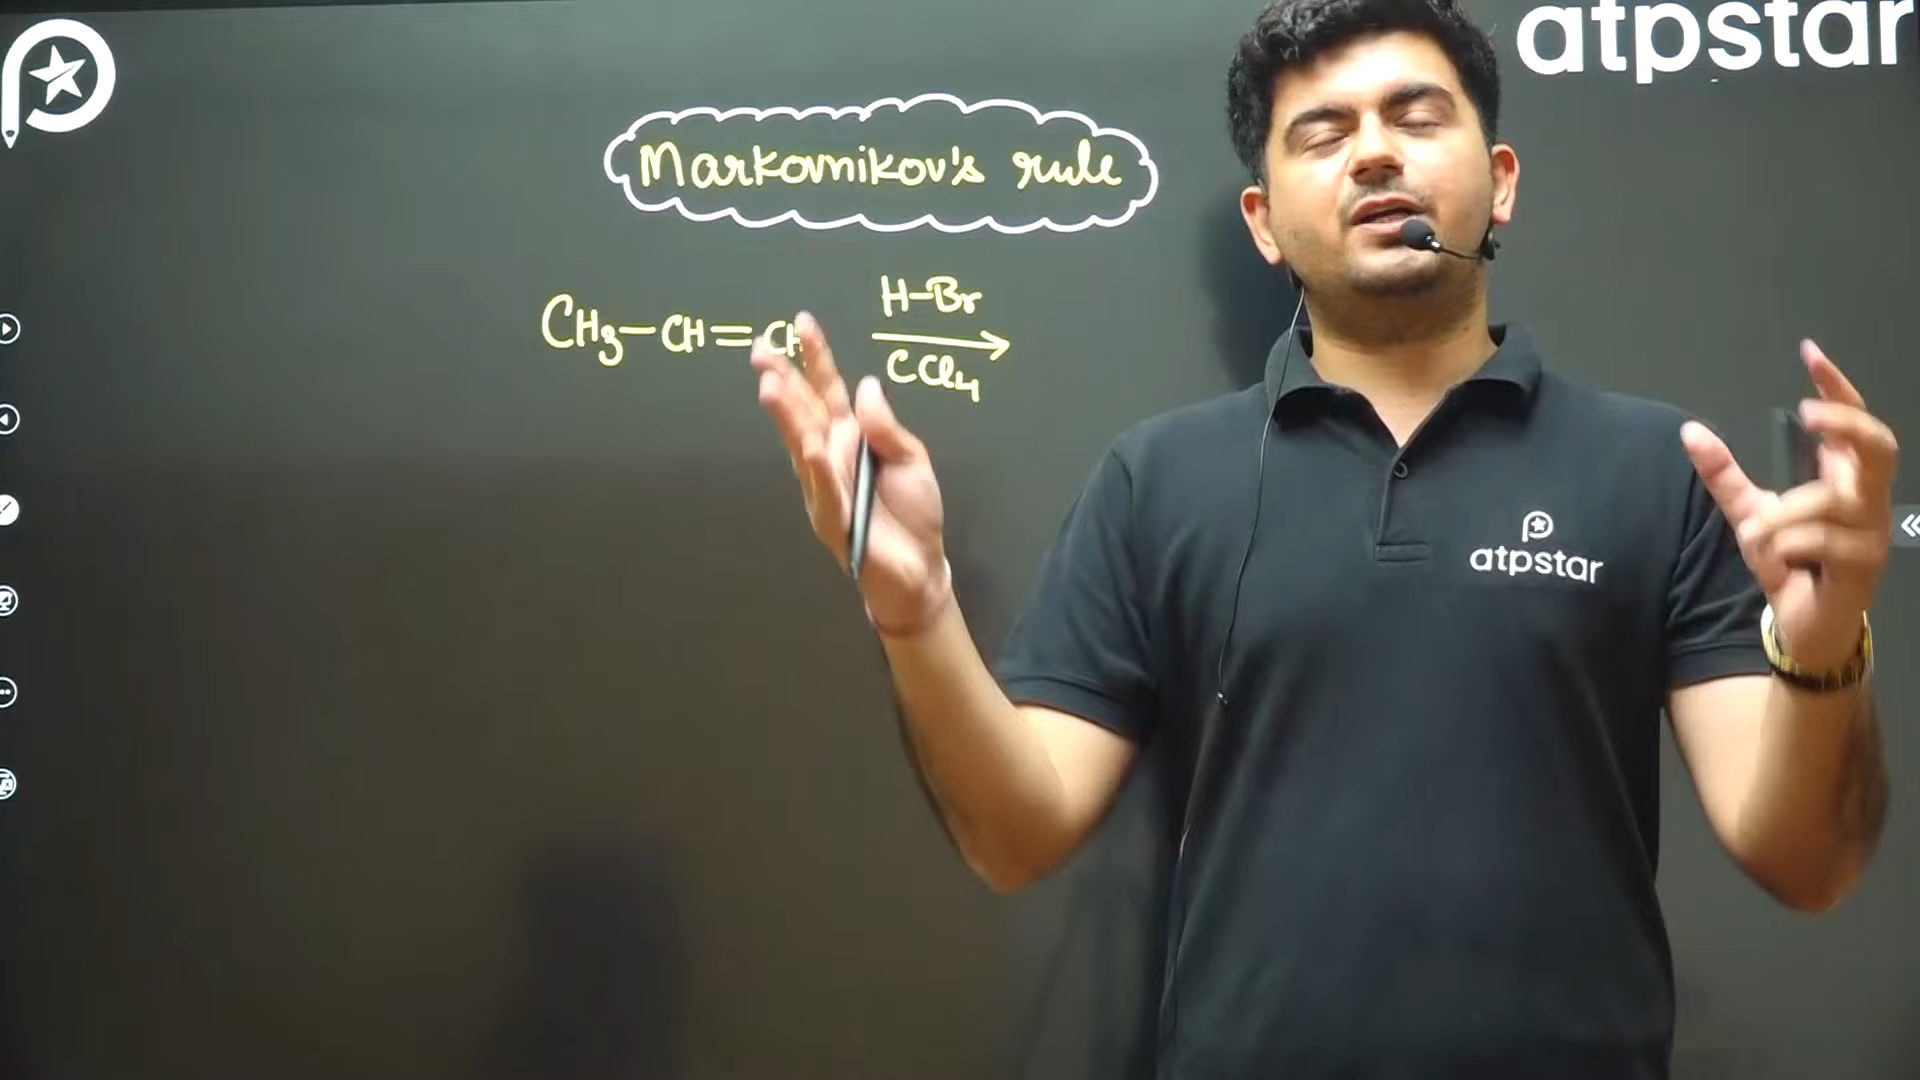 atpstar
Markovnikov's rule
H-Br
CH3-CH=CH
CCl4
atpstar